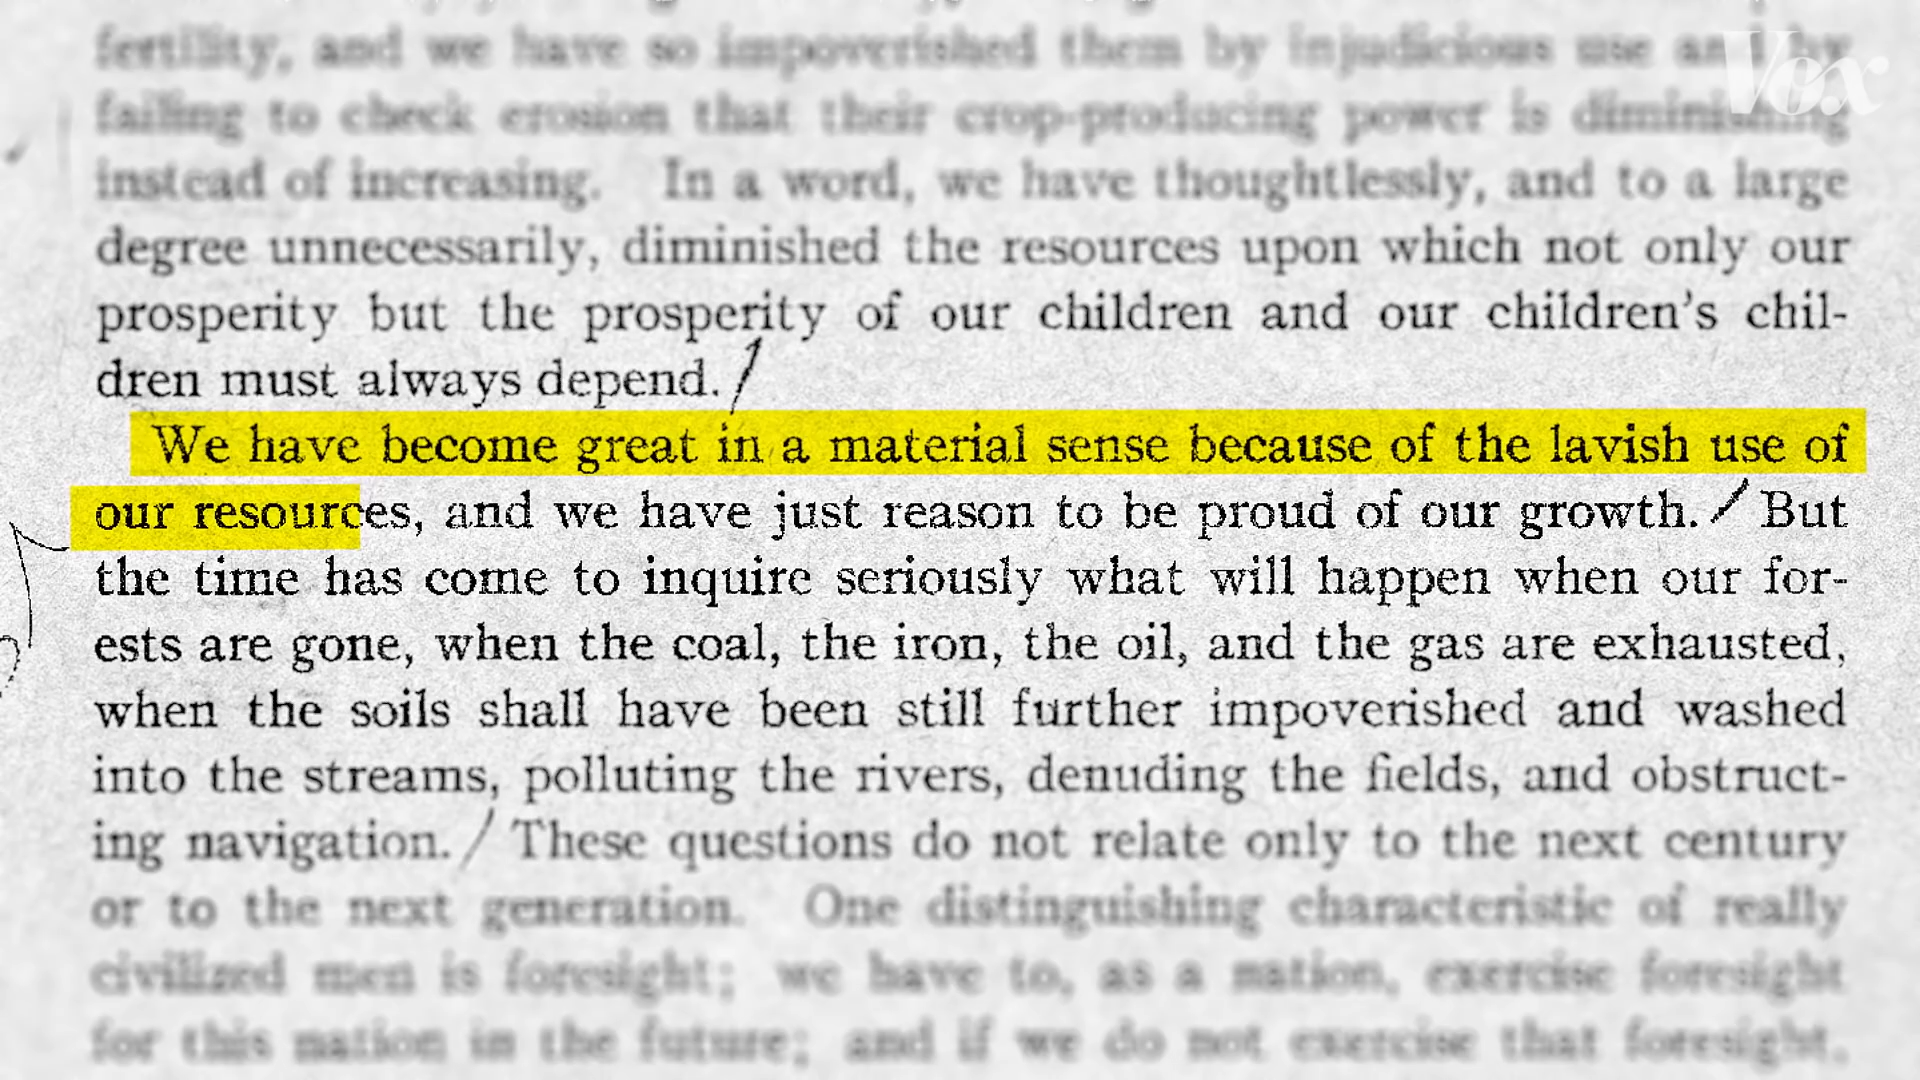 Vox
fertility, and we have so impoverished them by injudicious use and by
failing to check erosion that their crop-producing power is diminishing
instead of increasing. In a word, we have thoughtlessly, and to a large
degree unnecessarily, diminished the resources upon which not only our
prosperity but the prosperity of our children and our children's chil-
dren must always depend. /
We have become great in a material sense because of the lavish use of
our resources, and we have just reason to be proud of our growth. / But
the time has come to inquire seriously what will happen when our for-
ests are gone, when the coal, the iron, the oil, and the gas are exhausted,
when the soils shall have been still further impoverished and washed
into the streams, polluting the rivers, denuding the fields, and obstruct-
ing navigation. / These questions do not relate only to the next century
or to the next generation. One distinguishing characteristic of really
civilized men is foresight; we have to, as a nation, exercise foresight
for this nation in the future; and if we do not exercise that foresight,